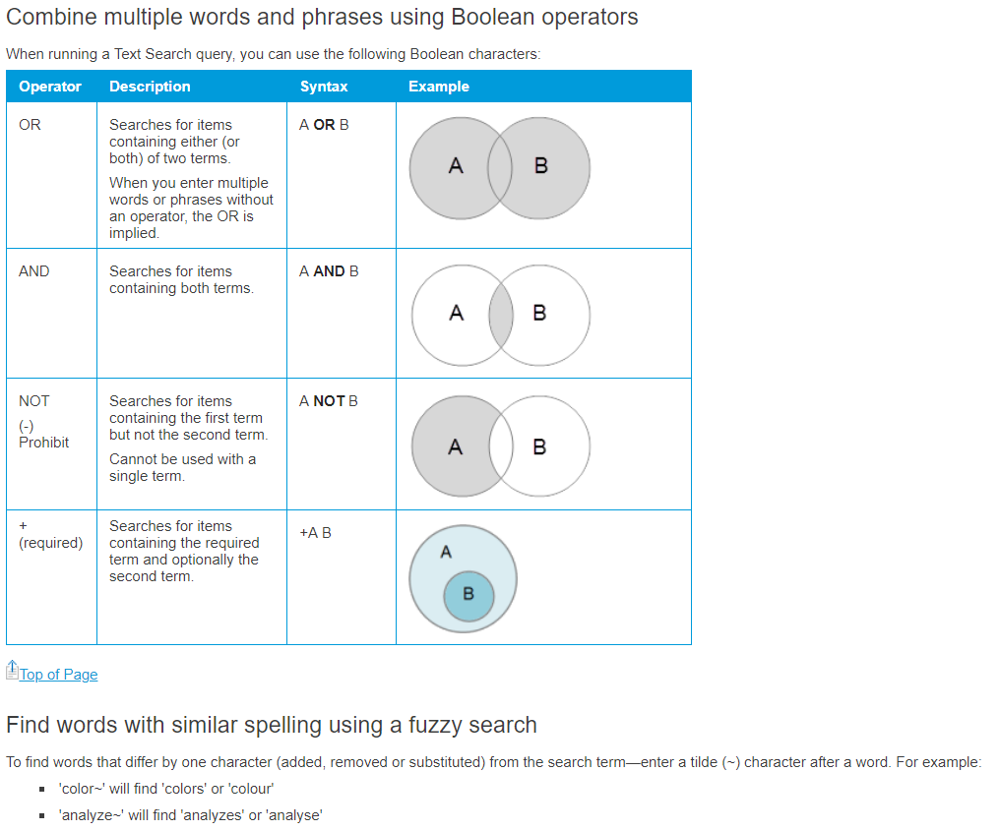 Combine multiple words and phrases using Boolean operators
When running a Text Search query, you can use the following Boolean characters:
Operator Description Syntax Example
OR
Searches for items
containing either (or
both) of two terms.
When you enter multiple
words or phrases without
an operator, the OR is
implied.
A OR B
A B
AND
Searches for items
containing both terms.
A AND B
A B
NOT
(-)
Prohibit
Searches for items
containing the first term
but not the second term.
Cannot be used with a
single term.
A NOT B
A B
+
(required)
Searches for items
containing the required
term and optionally the
second term.
+A B
A
B
Top of Page
Find words with similar spelling using a fuzzy search
To find words that differ by one character (added, removed or substituted) from the search term—enter a tilde (~) character after a word. For example:
▪ 'color~' will find 'colors' or 'colour'
▪ 'analyze~' will find 'analyzes' or 'analyse'